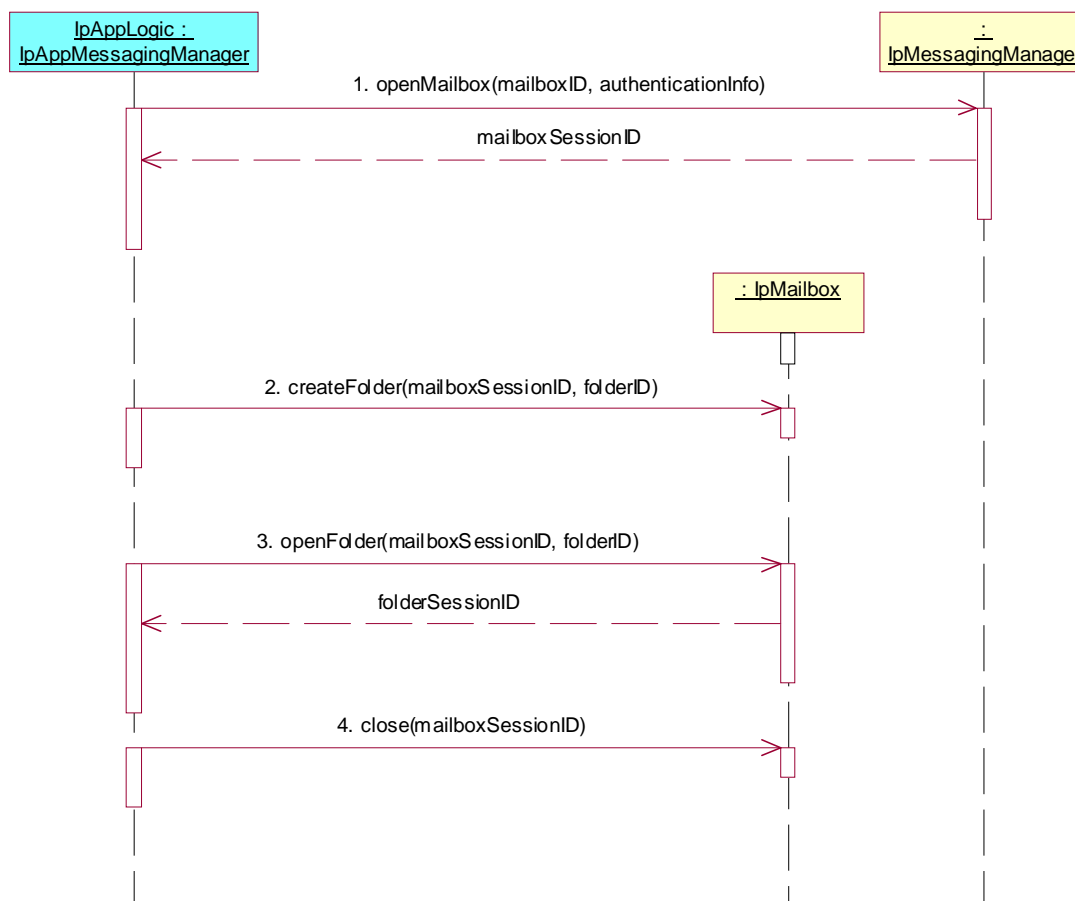 IpAppLogic :
IpAppMessagingManager
:
IpMessagingManage
1. openMailbox(mailboxID, authenticationInfo)
mailboxSessionID
: IpMailbox
2. createFolder(mailboxSessionID, folderID)
3. openFolder(mailboxSessionID, folderID)
folderSessionID
4. close(mailboxSessionID)